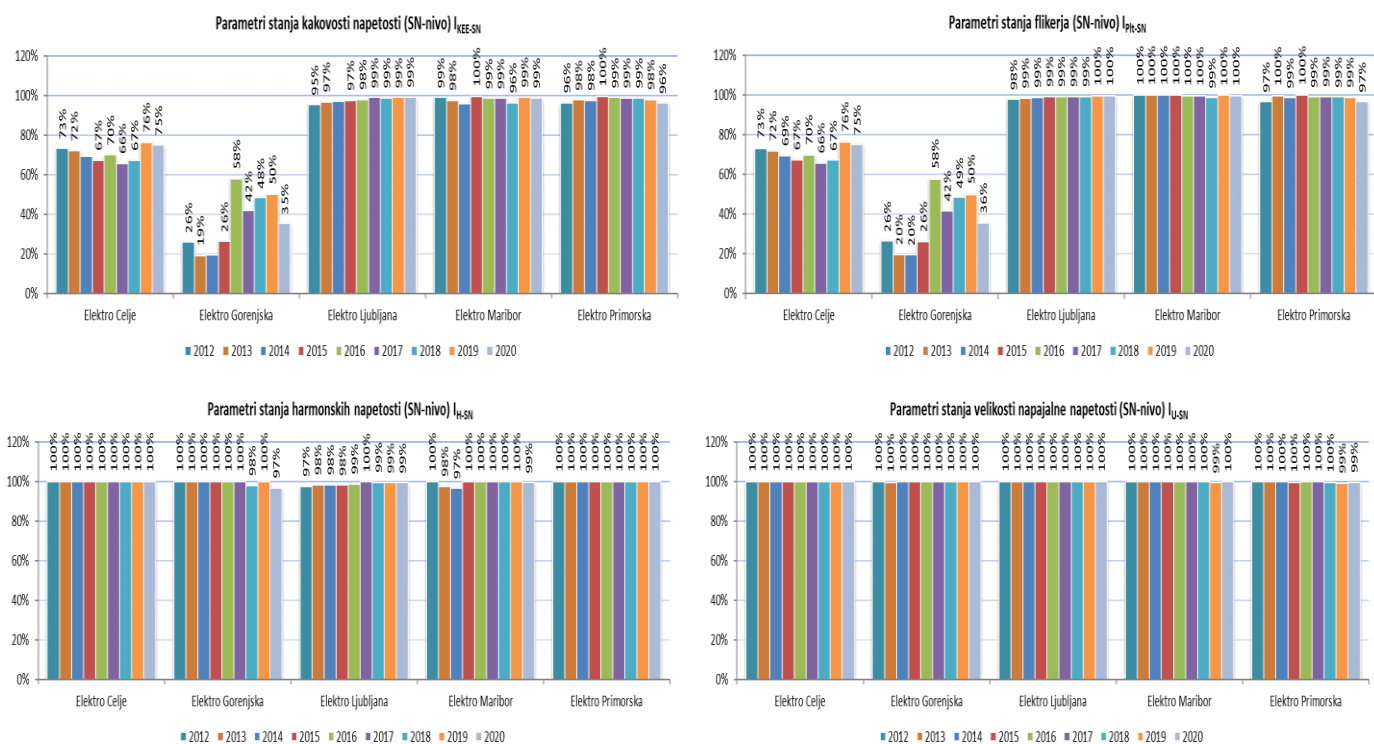 Parametri stanja kakovosti napetosti (SN-nivo) I_KEE-SN
120%
100%
80%
60%
40%
20%
0%
73% 72% 67% 70% 66% 67% 76% 75%
26% 19% 26% 58% 42% 48% 50% 35%
95% 97% 97% 98% 99% 99% 99% 99%
99% 98% 100% 99% 99% 96% 99% 99%
96% 98% 98% 100% 99% 99% 99% 98% 96%
Elektro Celje Elektro Gorenjska Elektro Ljubljana Elektro Maribor Elektro Primorska
2012 2013 2014 2015 2016 2017 2018 2019 2020
Parametri stanja flikerja (SN-nivo) I_Plt-SN
120%
100%
80%
60%
40%
20%
0%
73% 72% 69% 67% 70% 66% 67% 76% 75%
26% 20% 20% 26% 58% 42% 49% 50% 36%
98% 99% 99% 99% 99% 99% 99% 100% 100%
100% 100% 100% 100% 100% 100% 99% 100% 100%
97% 100% 99% 100% 99% 99% 99% 99% 97%
Elektro Celje Elektro Gorenjska Elektro Ljubljana Elektro Maribor Elektro Primorska
2012 2013 2014 2015 2016 2017 2018 2019 2020
Parametri stanja harmonskih napetosti (SN-nivo) I_H-SN
120%
100%
80%
60%
40%
20%
0%
100% 100% 100% 100% 100% 100% 100% 100% 100%
100% 100% 100% 100% 100% 100% 98% 100% 97%
97% 98% 98% 98% 99% 100% 99% 99% 99%
100% 98% 97% 100% 100% 100% 100% 100% 99%
100% 100% 100% 100% 100% 100% 100% 100% 100%
Elektro Celje Elektro Gorenjska Elektro Ljubljana Elektro Maribor Elektro Primorska
2012 2013 2014 2015 2016 2017 2018 2019 2020
Parametri stanja velikosti napajalne napetosti (SN-nivo) I_U-SN
120%
100%
80%
60%
40%
20%
0%
100% 100% 100% 100% 100% 100% 100% 100% 100%
100% 100% 100% 100% 100% 100% 100% 100% 100%
100% 100% 100% 100% 100% 100% 100% 100% 100%
100% 100% 100% 100% 100% 100% 100% 99% 100%
100% 100% 100% 100% 100% 100% 100% 99% 99%
Elektro Celje Elektro Gorenjska Elektro Ljubljana Elektro Maribor Elektro Primorska
2012 2013 2014 2015 2016 2017 2018 2019 2020